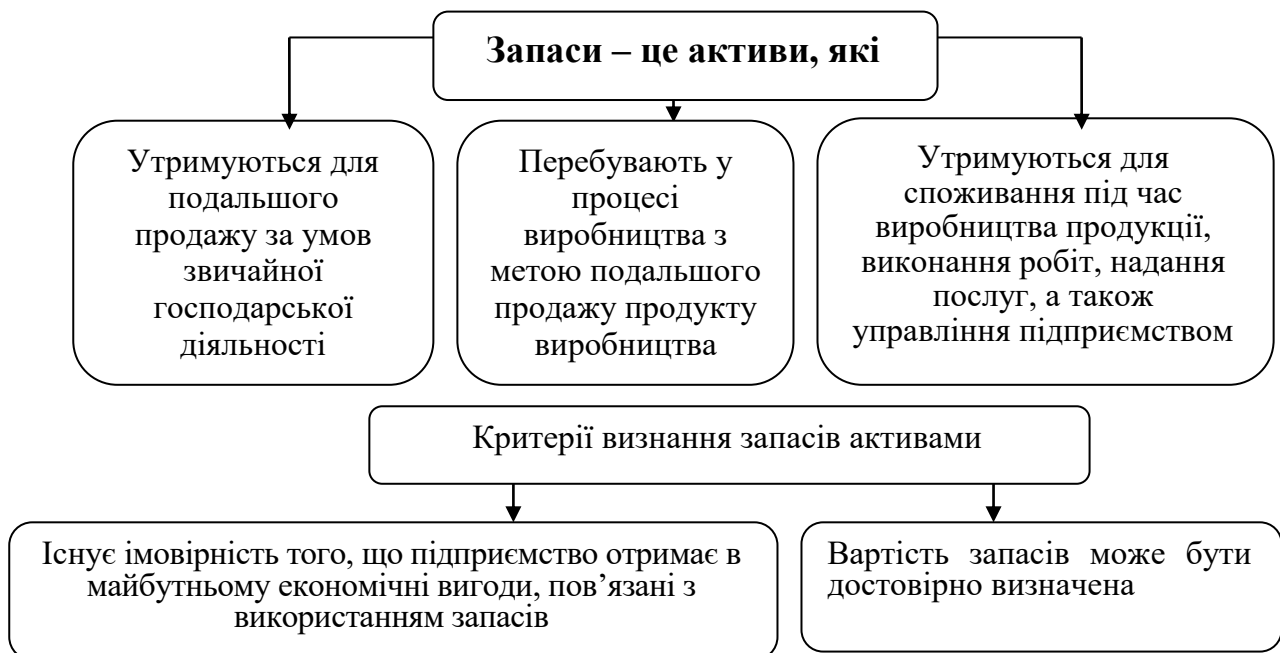 Запаси – це активи, які
Утримуються для
подальшого
продажу за умов
звичайної
господарської
діяльності
Перебувають у
процесі
виробництва з
метою подальшого
продажу продукту
виробництва
Утримуються для
споживання під час
виробництва продукції,
виконання робіт, надання
послуг, а також
управління підприємством
Критерії визнання запасів активами
Існує імовірність того, що підприємство отримає в
майбутньому економічні вигоди, пов’язані з
використанням запасів
Вартість запасів може бути
достовірно визначена